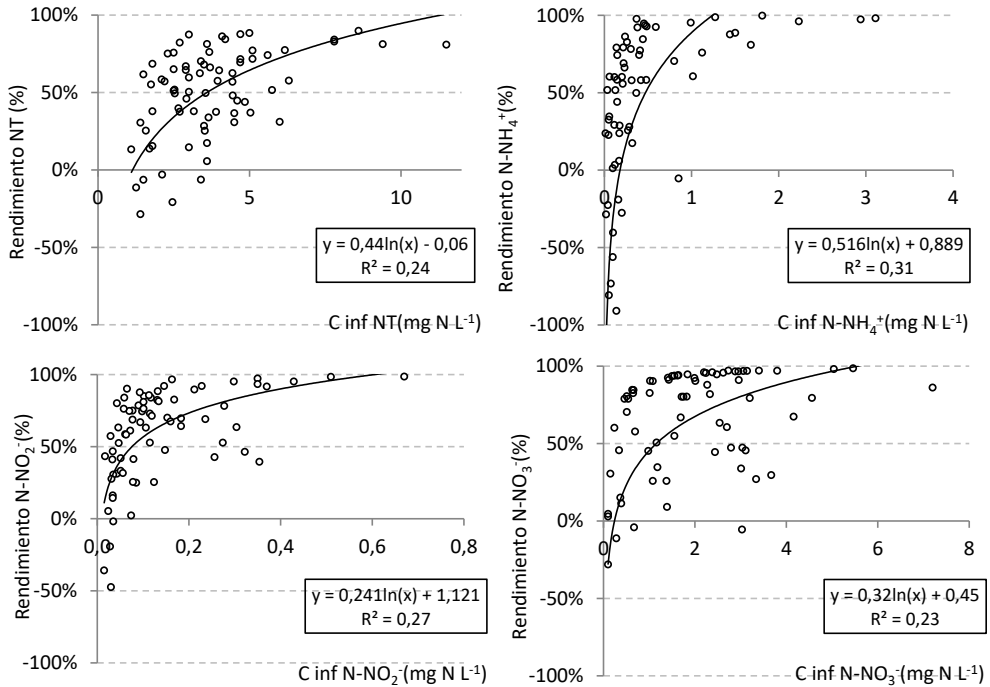 100%
50%
0%
-50%
-100%
0
5
10
Rendimiento NT (%)
y = 0,44ln(x) - 0,06
R² = 0,24
C inf NT(mg N L⁻¹)
100%
50%
0%
-50%
-100%
0
1
2
3
4
Rendimiento N-NH₄⁺(%)
y = 0,516ln(x) + 0,889
R² = 0,31
C inf N-NH₄⁺(mg N L⁻¹)
100%
50%
0%
-50%
-100%
0,0
0,2
0,4
0,6
0,8
Rendimiento N-NO₂⁻(%)
y = 0,241ln(x) + 1,121
R² = 0,27
C inf N-NO₂⁻(mg N L⁻¹)
100%
50%
0%
-50%
-100%
0
2
4
6
8
Rendimiento N-NO₃⁻(%)
y = 0,32ln(x) + 0,45
R² = 0,23
C inf N-NO₃⁻(mg N L⁻¹)